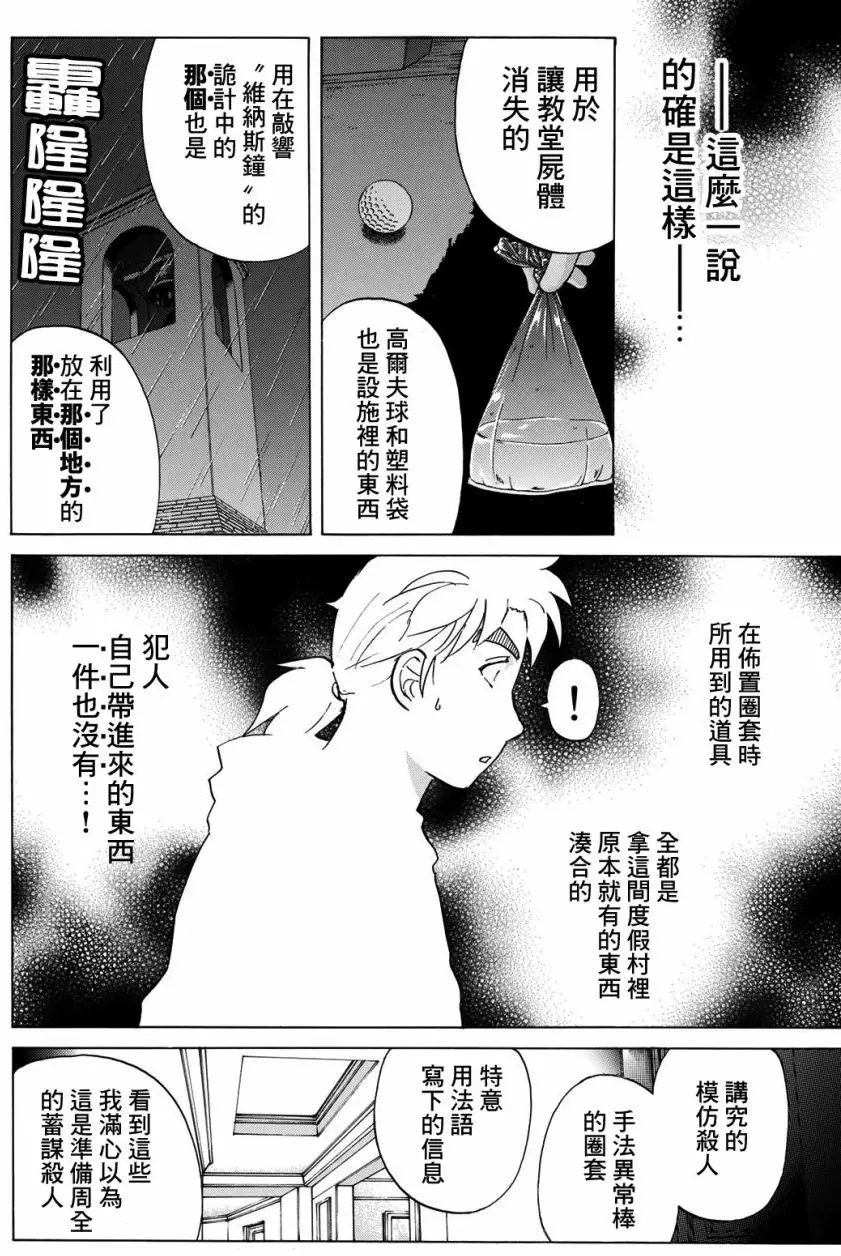 ──這麼一說
的確是這樣──…
用於
讓教堂屍體
消失的
高爾夫球和塑料袋
也是設施裡的東西
用在敲響
〝維納斯鐘〞的
詭計中的
那個也是
轟隆隆隆
利用了
放在那個地方的
那樣東西
在佈置圈套時
所用到的道具
！
全都是
拿這間度假村裡
原本就有的東西
湊合的
犯人
自己帶進來的東西
一件也沒有…！
講究的
模仿殺人
手法異常棒
的圈套
特意
用法語
寫下的信息
看到這些
我滿心以為
這是準備周全
的蓄謀殺人